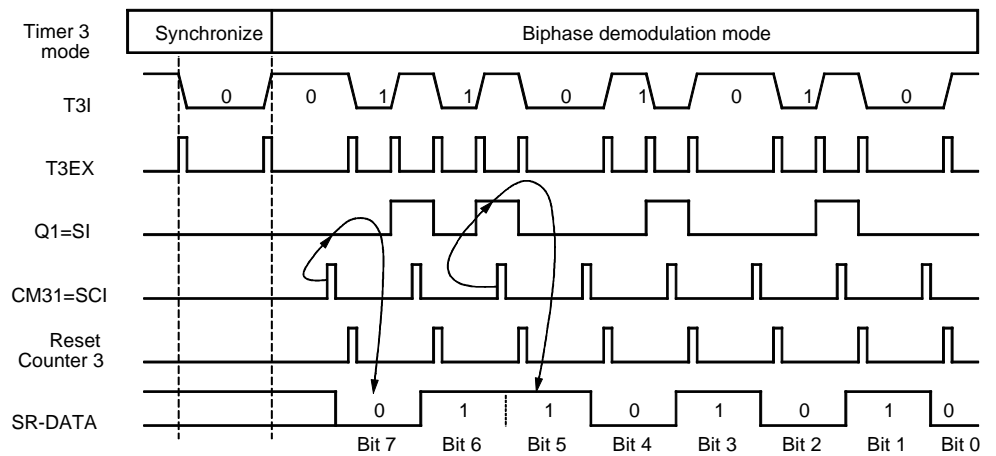 Timer 3 mode
Synchronize
Biphase demodulation mode
T3I
0 0 1 1 0 1 0 1 0
T3EX
Q1=SI
CM31=SCI
Reset
Counter 3
SR-DATA
0 1 1 0 1 0 1 0
Bit 7 Bit 6 Bit 5 Bit 4 Bit 3 Bit 2 Bit 1 Bit 0